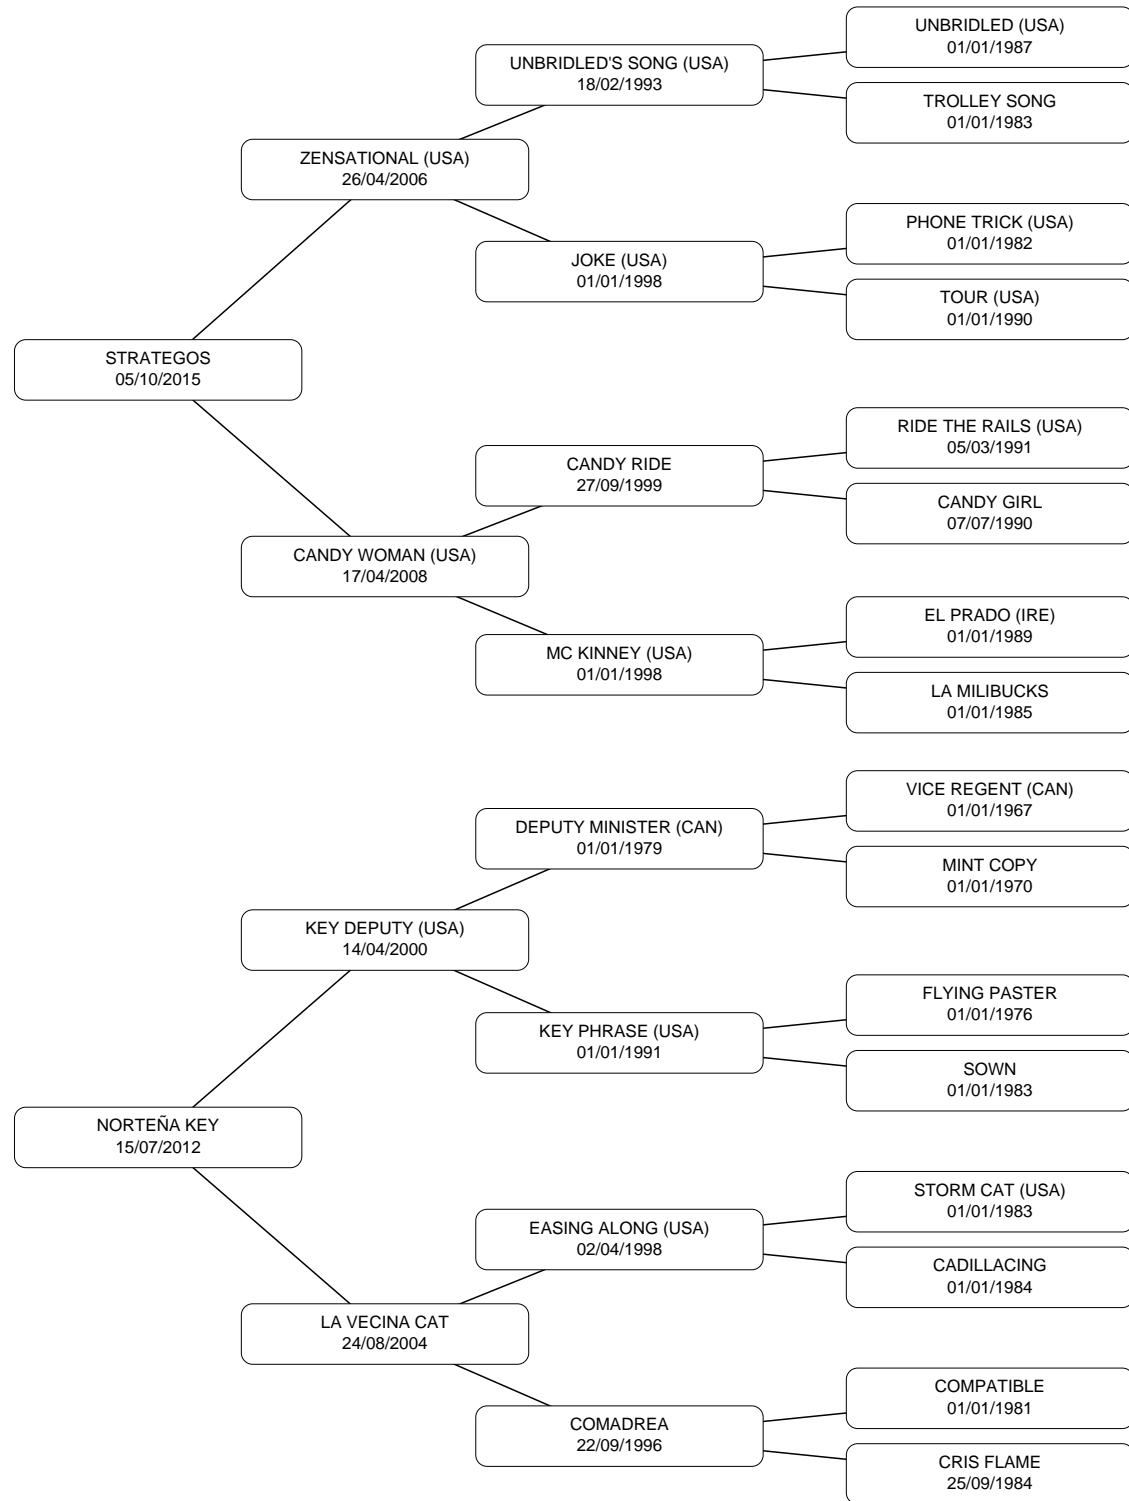 UNBRIDLED (USA)
01/01/1987
UNBRIDLED'S SONG (USA)
18/02/1993
TROLLEY SONG
01/01/1983
ZENSATIONAL (USA)
26/04/2006
PHONE TRICK (USA)
01/01/1982
JOKE (USA)
01/01/1998
TOUR (USA)
01/01/1990
STRATEGOS
05/10/2015
RIDE THE RAILS (USA)
05/03/1991
CANDY RIDE
27/09/1999
CANDY GIRL
07/07/1990
CANDY WOMAN (USA)
17/04/2008
EL PRADO (IRE)
01/01/1989
MC KINNEY (USA)
01/01/1998
LA MILIBUCKS
01/01/1985
VICE REGENT (CAN)
01/01/1967
DEPUTY MINISTER (CAN)
01/01/1979
MINT COPY
01/01/1970
KEY DEPUTY (USA)
14/04/2000
FLYING PASTER
01/01/1976
KEY PHRASE (USA)
01/01/1991
SOWN
01/01/1983
NORTEÑA KEY
15/07/2012
STORM CAT (USA)
01/01/1983
EASING ALONG (USA)
02/04/1998
CADILLACING
01/01/1984
LA VECINA CAT
24/08/2004
COMPATIBLE
01/01/1981
COMADREA
22/09/1996
CRIS FLAME
25/09/1984